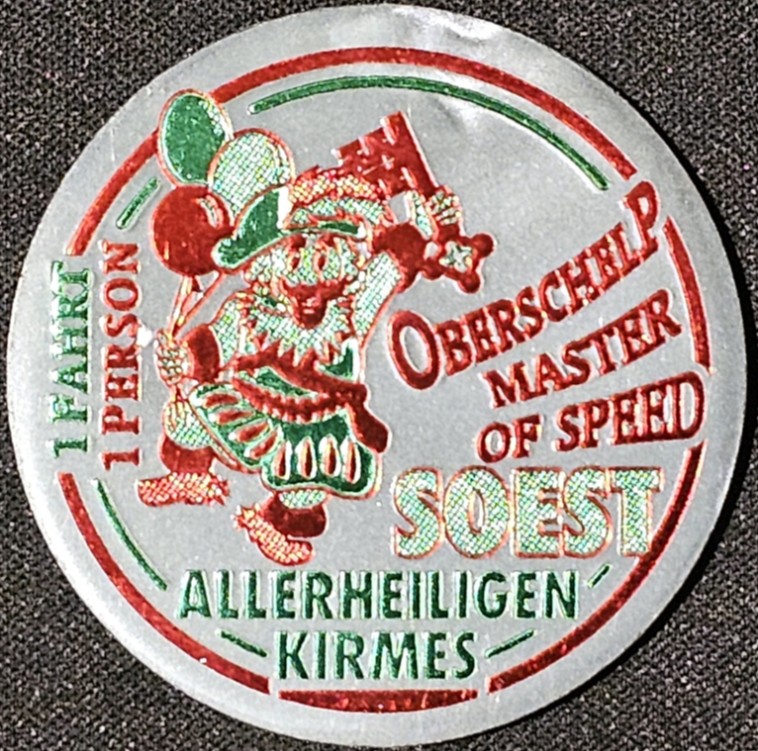 1 FAHRT
1 PERSON
OBERSCHELP
MASTER
OF SPEED
SOEST
ALLERHEILIGEN
KIRMES